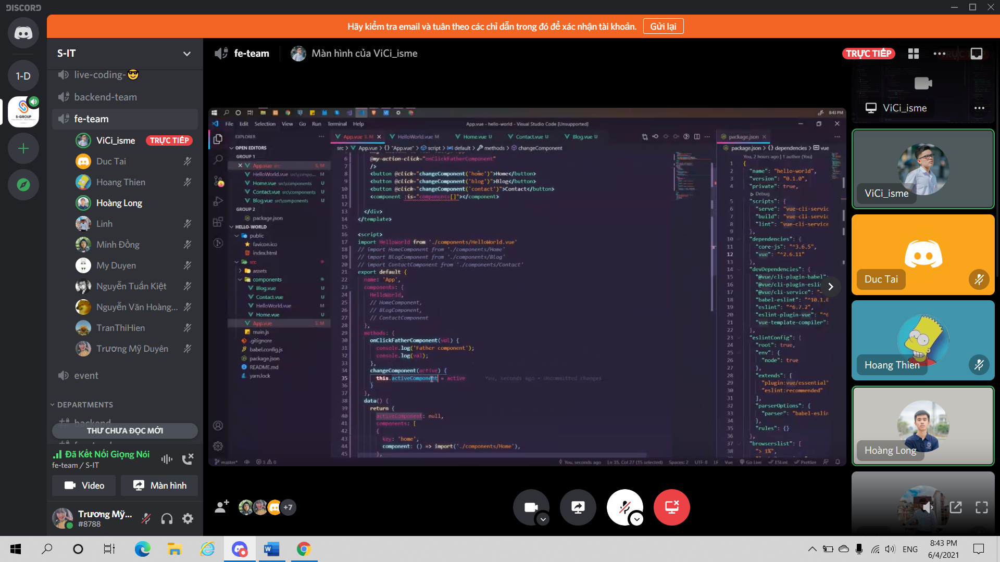 DISCORD
Hãy kiểm tra email và tuân theo các chỉ dẫn trong đó để xác nhận tài khoản.
Gửi lại
1-D
S-GROUP
S-IT
live-coding-😎
backend-team
fe-team
ViCi_isme
TRỰC TIẾP
Duc Tai
Hoang Thien
Hoàng Long
Linh
Minh Đồng
My Duyen
Nguyễn Tuấn Kiệt
Nguyễn Văn Hoàng...
TranThiHien
Trương Mỹ Duyên
event
DEPARTMENTS
backend
THƯ CHƯA ĐỌC MỚI
Đã Kết Nối Giọng Nói
fe-team / S-IT
Video
Màn hình
Trương Mỹ...
#8788
fe-team
Màn hình của ViCi_isme
TRỰC TIẾP
8:43 PM
File Edit Selection View Go Run Terminal Help
App.vue - hello-world - Visual Studio Code [Unsupported]
EXPLORER
OPEN EDITORS
GROUP 1
App.vue src S, M
HelloWorld.vue src\compo... M
Home.vue src\components U
Contact.vue src\components U
Blog.vue src\components U
GROUP 2
package.json
HELLO-WORLD
public
favicon.ico
index.html
src
assets
components
Blog.vue U
Contact.vue U
HelloWorld.vue M
Home.vue U
App.vue S, M
main.js
.gitignore
babel.config.js
package.json
README.md
yarn.lock
App.vue S, M
HelloWorld.vue M
Home.vue U
Contact.vue U
Blog.vue U
src > App.vue > {} "App.vue" > script > default > methods > changeComponent
6 @my-action-click="onClickFatherComponent"
7 />
8 <button @click="changeComponent('home')">Home</button>
9 <button @click="changeComponent('blog')">Blog</button>
10 <button @click="changeComponent('contact')">Contact</button>
11 <component :is="components[]"></component>
12
13 </div>
14 </template>
15
16 <script>
17 import HelloWorld from './components/HelloWorld.vue'
18 // import HomeComponent from './components/Home'
19 // import BlogComponent from './components/Blog'
20 // import ContactComponent from './components/Contact'
21 export default {
22 name: 'App',
23 components: {
24 HelloWorld,
25 // HomeComponent,
26 // BlogComponent,
27 // ContactComponent
28 },
29 methods: {
30 onClickFatherComponent(val) {
31 console.log('Father component');
32 console.log(val);
33 },
34 changeComponent(active) {
35 this.activeComponent = active You, seconds ago • Uncommitted changes
36 }
37 },
38 data() {
39 return {
40 activeComponent: null,
41 components: [
42 {
43 key: 'home',
44 component: () => import('./components/Home'),
45 },
package.json
package.json > {} dependencies > vue
You, 2 hours ago | 1 author (You)
1 {
2 "name": "hello-world",
3 "version": "0.1.0",
4 "private": true,
Debug
5 "scripts": {
6 "serve": "vue-cli-servic
7 "build": "vue-cli-servic
8 "lint": "vue-cli-service
9 },
10 "dependencies": {
11 "core-js": "^3.6.5",
12 "vue": "^2.6.11"
13 },
14 "devDependencies": {
15 "@vue/cli-plugin-babel"
16 "@vue/cli-plugin-eslin
17 "@vue/cli-service": "~
18 "babel-eslint": "^10.1.0
19 "eslint": "^6.7.2",
20 "eslint-plugin-vue": "^6
21 "vue-template-compiler":
22 },
23 "eslintConfig": {
24 "root": true,
25 "env": {
26 "node": true
27 },
28 "extends": [
29 "plugin:vue/essential"
30 "eslint:recommended"
31 ],
32 "parserOptions": {
33 "parser": "babel-eslin
34 },
35 "rules": {}
36 },
37 "browserslist": [
38 "> 1%",
master*
3 0
You, seconds ago
Ln 35, Col 27 (15 selected)
Spaces: 2
UTF-8
LF
Vue
Go Live
ESLint
Prettier
+7
ViCi_isme
ViCi_isme
Duc Tai
Hoang Thien
Hoàng Long
ENG
8:43 PM
6/4/2021